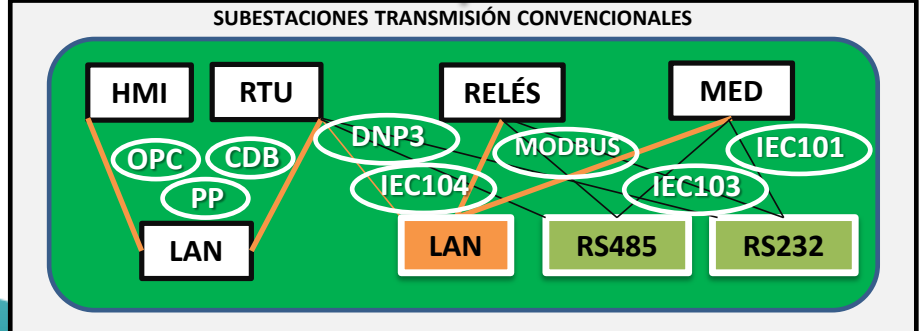 SUBESTACIONES TRANSMISIÓN CONVENCIONALES
HMI
RTU
RELÉS
MED
OPC
CDB
PP
DNP3
IEC104
MODBUS
IEC103
IEC101
LAN
LAN
RS485
RS232